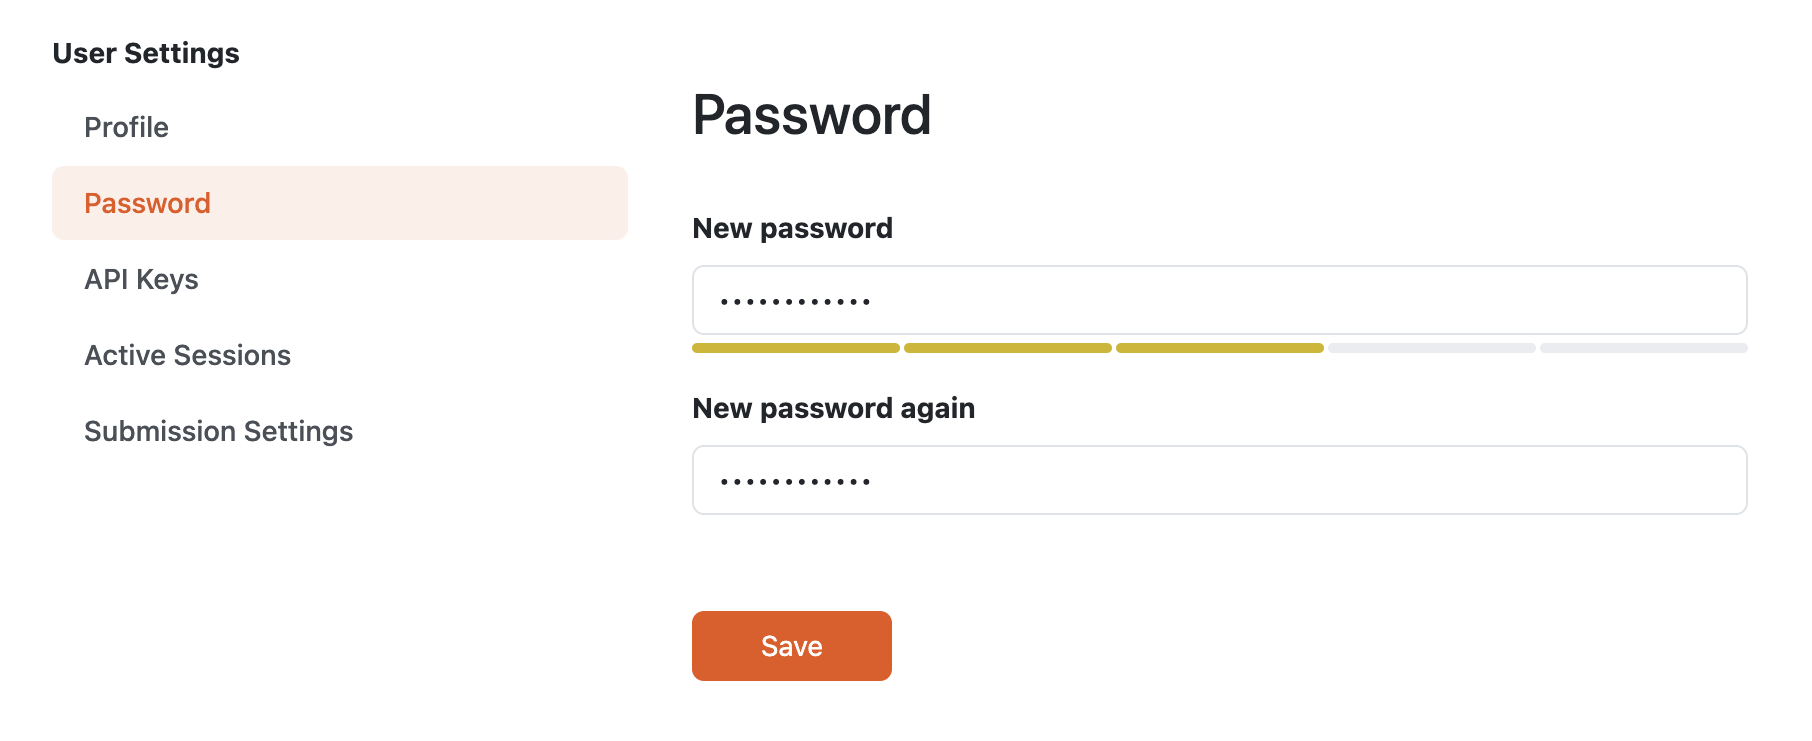 User Settings
Profile
Password
API Keys
Active Sessions
Submission Settings
Password
New password
••••••••••••
New password again
••••••••••••
Save